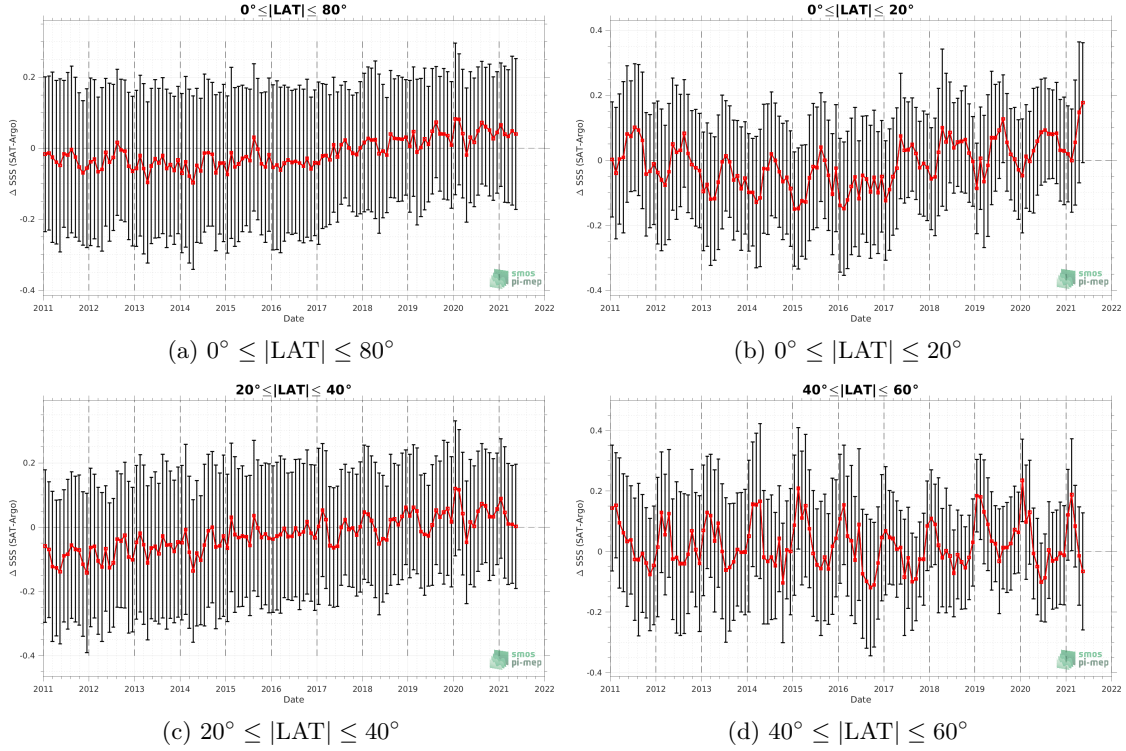 0°≤|LAT|≤ 80°
Δ SSS (SAT-Argo)
0.2
0
-0.2
-0.4
smos
pi-mep
2011 2012 2013 2014 2015 2016 2017 2018 2019 2020 2021 2022
Date
(a) 0° ≤ |LAT| ≤ 80°
0°≤|LAT|≤ 20°
Δ SSS (SAT-Argo)
0.4
0.2
0
-0.2
-0.4
smos
pi-mep
2011 2012 2013 2014 2015 2016 2017 2018 2019 2020 2021 2022
Date
(b) 0° ≤ |LAT| ≤ 20°
20°≤|LAT|≤ 40°
Δ SSS (SAT-Argo)
0.2
0
-0.2
-0.4
smos
pi-mep
2011 2012 2013 2014 2015 2016 2017 2018 2019 2020 2021 2022
Date
(c) 20° ≤ |LAT| ≤ 40°
40°≤|LAT|≤ 60°
Δ SSS (SAT-Argo)
0.4
0.2
0
-0.2
-0.4
smos
pi-mep
2011 2012 2013 2014 2015 2016 2017 2018 2019 2020 2021 2022
Date
(d) 40° ≤ |LAT| ≤ 60°